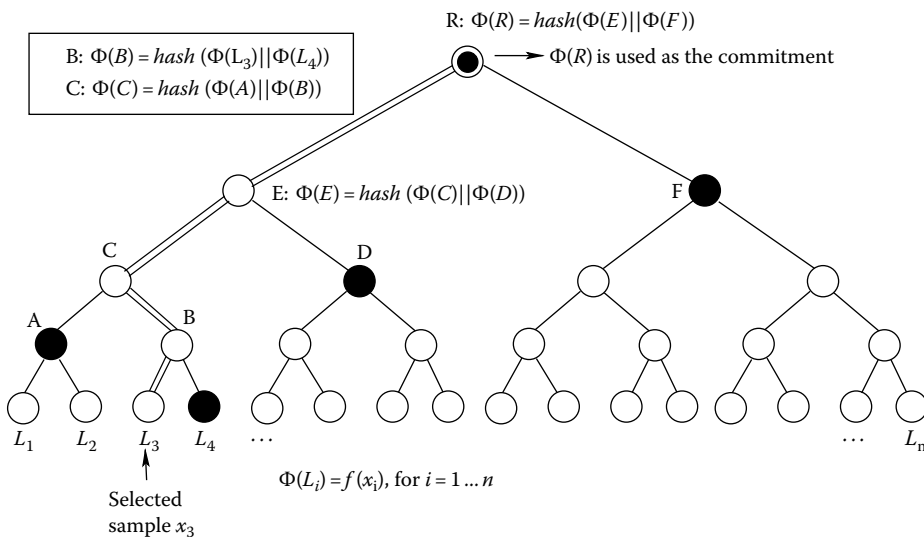 R: Φ(R) = hash(Φ(E)||Φ(F))
B: Φ(B) = hash (Φ(L₃)||Φ(L₄))
C: Φ(C) = hash (Φ(A)||Φ(B))
Φ(R) is used as the commitment
E: Φ(E) = hash (Φ(C)||Φ(D))
F
C
D
A
B
L₁ L₂ L₃ L₄ ... ... Lₙ
Φ(Lᵢ) = f(xᵢ), for i = 1 ... n
Selected
sample x₃